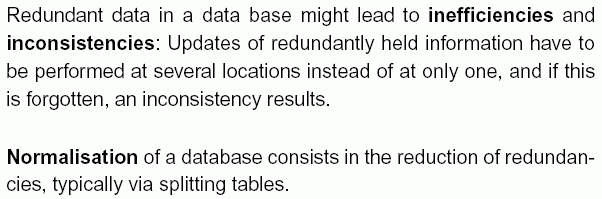 Redundant data in a data base might lead to inefficiencies and
inconsistencies: Updates of redundantly held information have to
be performed at several locations instead of at only one, and if this
is forgotten, an inconsistency results.
Normalisation of a database consists in the reduction of redundan-
cies, typically via splitting tables.